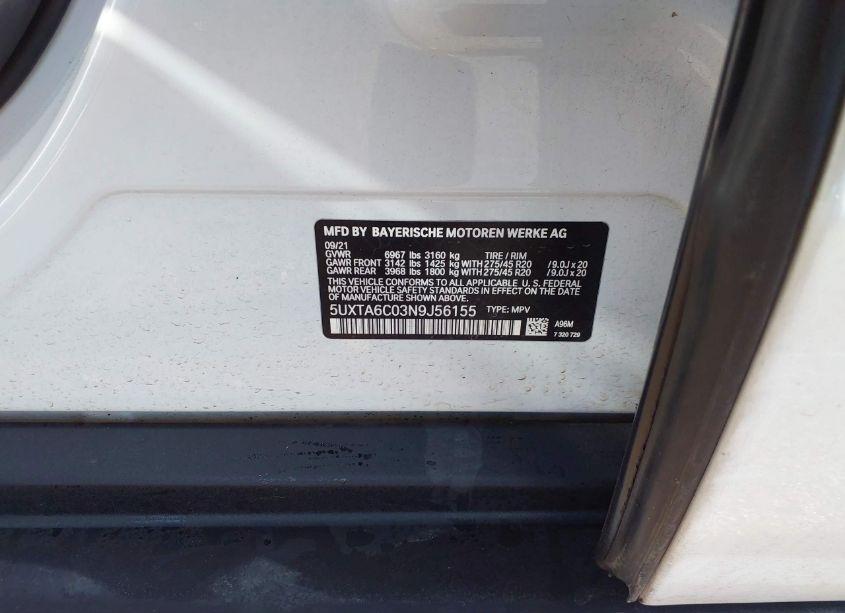 MFD BY BAYERISCHE MOTOREN WERKE AG
09/21
GVWR 6967 lbs 3160 kg TIRE / RIM
GAWR FRONT 3142 lbs 1425 kg WITH 275/45 R20 /9.0J x 20
GAWR REAR 3968 lbs 1800 kg WITH 275/45 R20 /9.0J x 20
THIS VEHICLE CONFORMS TO ALL APPLICABLE U.S. FEDERAL
MOTOR VEHICLE SAFETY STANDARDS IN EFFECT ON THE DATE OF
MANUFACTURE SHOWN ABOVE.
5UXTA6C03N9J56155 TYPE: MPV
A96M
7 320 729